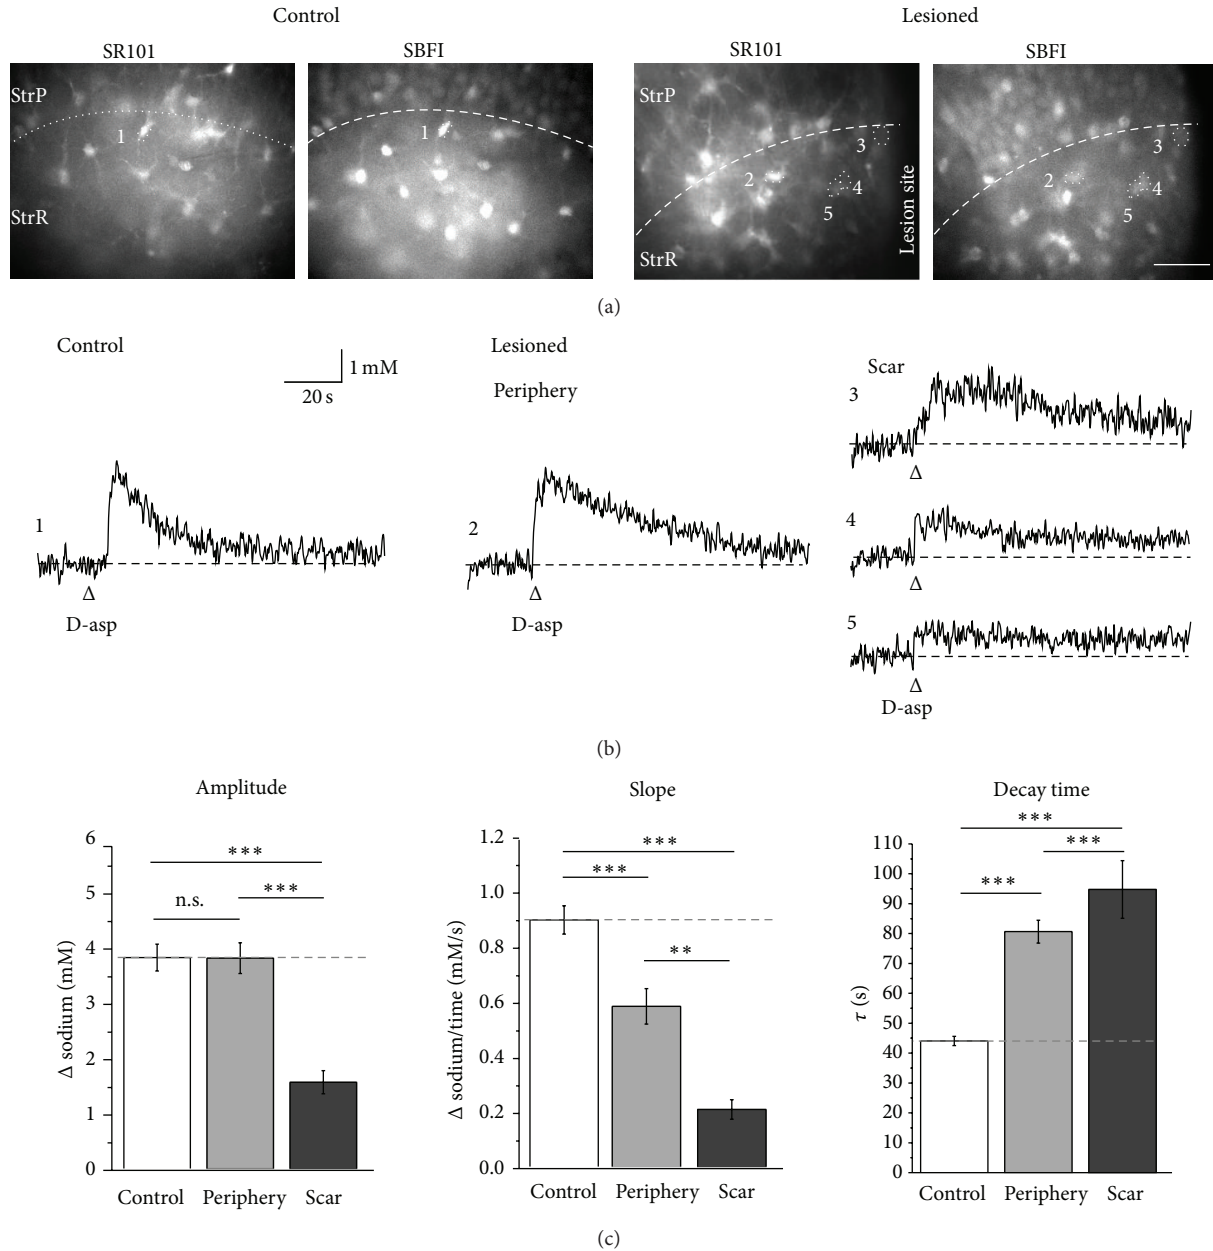 Control
Lesioned
SR101
SBFI
SR101
SBFI
StrP
StrR
1
1
StrP
StrR
2
3
4
5
Lesion site
2
3
4
5
(a)
Control
1 mM
20 s
Lesioned
Periphery
Scar
1
Δ
D-asp
2
Δ
D-asp
3
Δ
4
Δ
5
Δ
D-asp
(b)
Amplitude
Δ sodium (mM)
6
5
4
3
2
1
0
***
***
n.s.
Control Periphery Scar
Slope
Δ sodium/time (mM/s)
1.2
1.0
0.8
0.6
0.4
0.2
0.0
***
***
**
Control Periphery Scar
Decay time
τ (s)
110
100
90
80
70
60
50
40
30
20
10
0
***
***
***
Control Periphery Scar
(c)